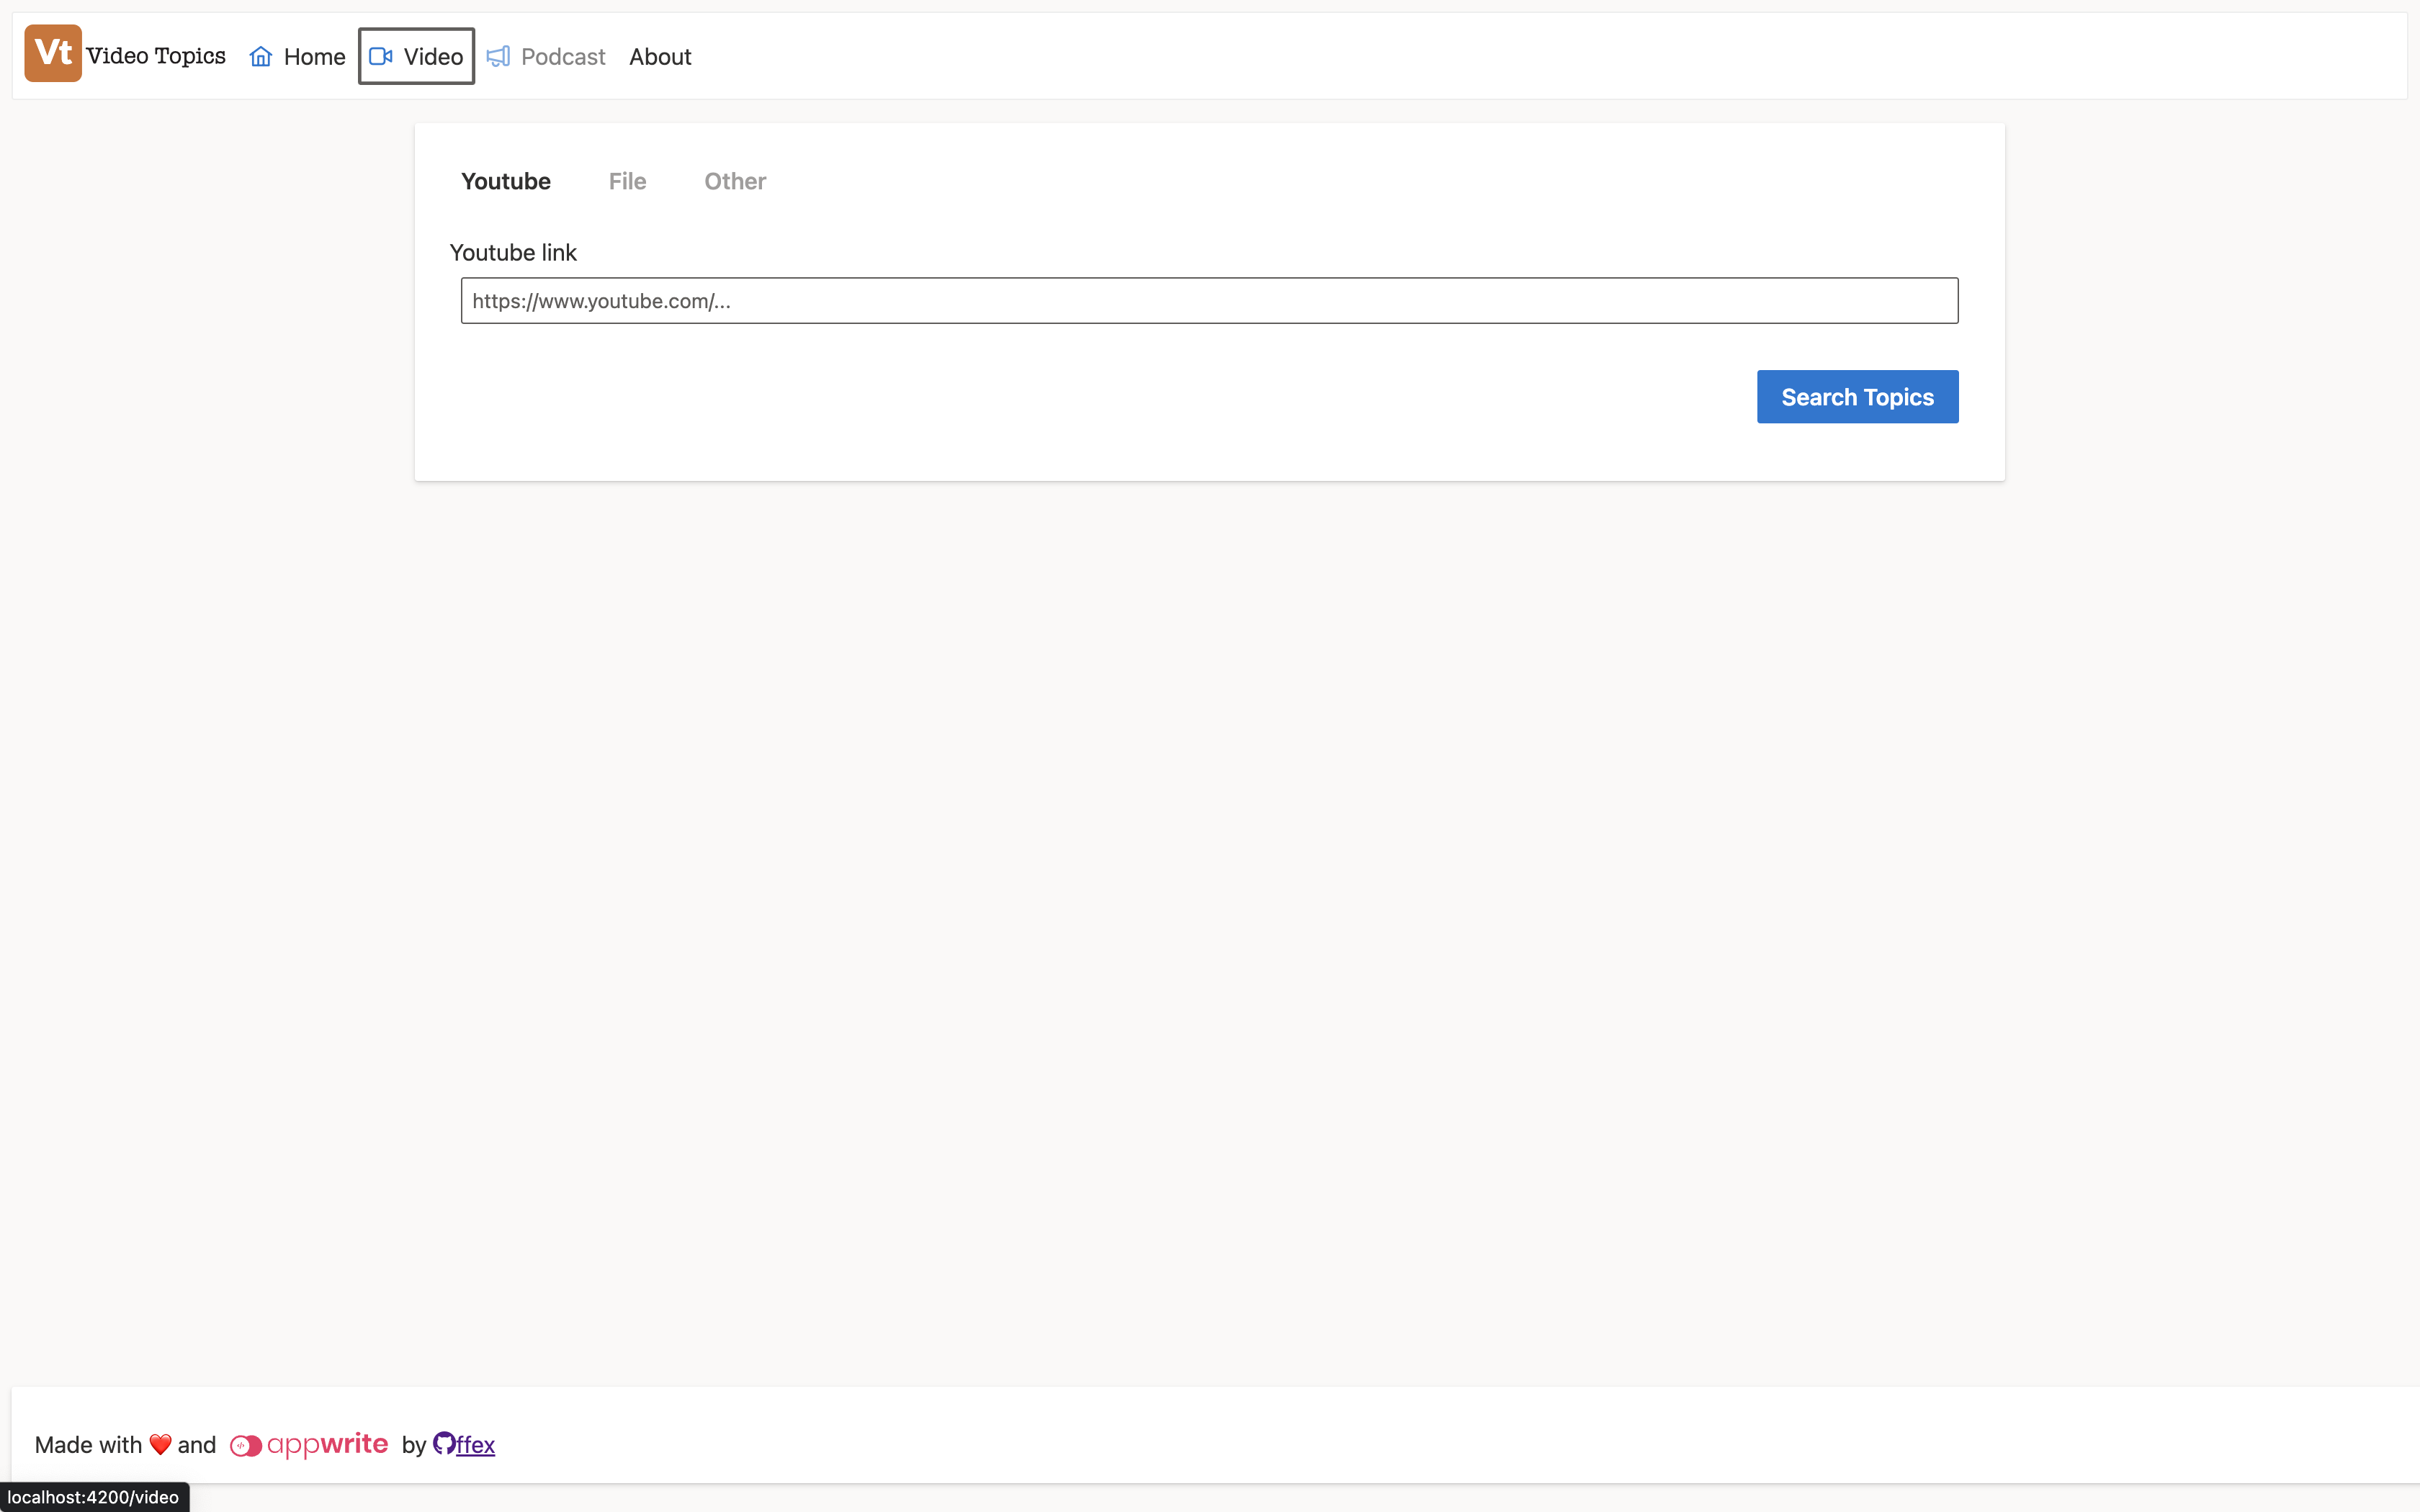 Vt Video Topics Home Video Podcast About
Youtube File Other
Youtube link
https://www.youtube.com/...
Search Topics
Made with ❤️ and appwrite by ffex
localhost:4200/video